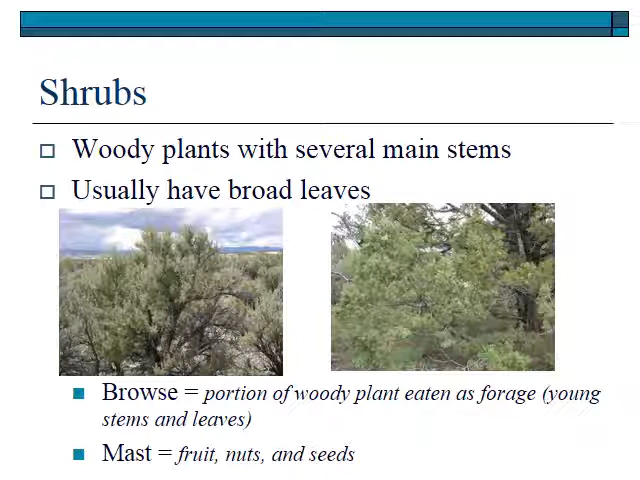 Shrubs
Woody plants with several main stems
Usually have broad leaves
Browse = portion of woody plant eaten as forage (young
stems and leaves)
Mast = fruit, nuts, and seeds